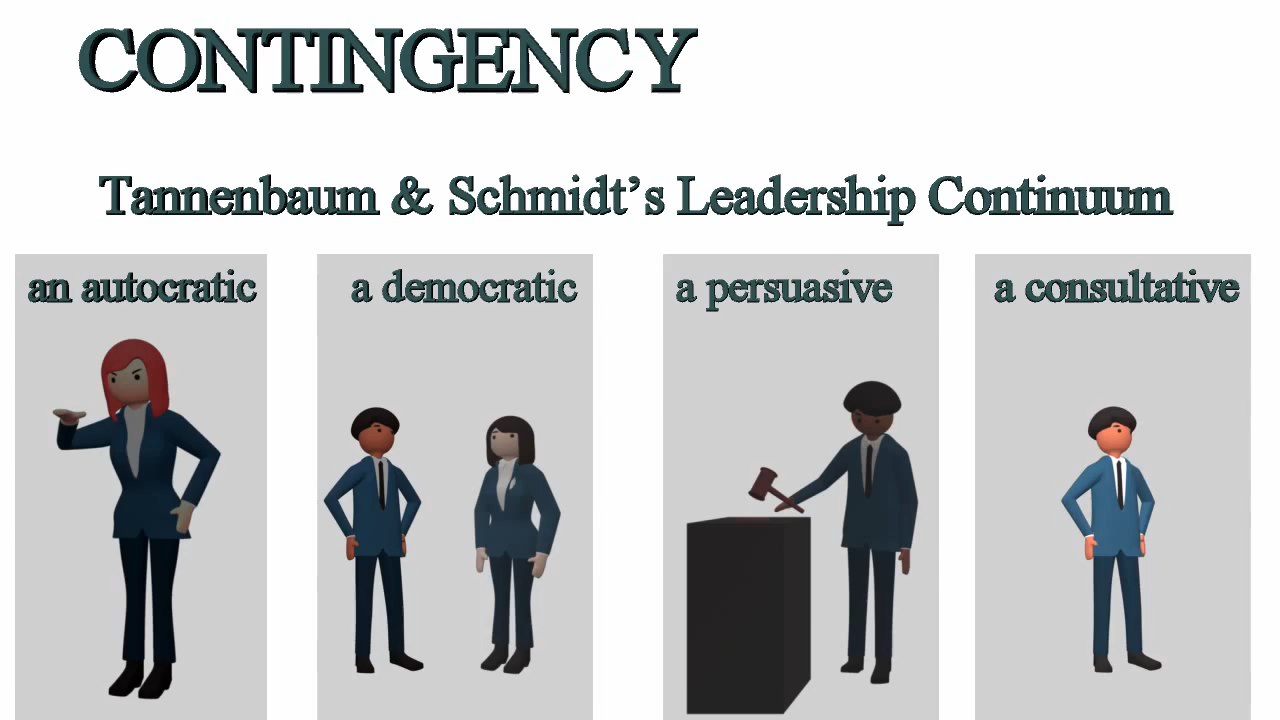 CONTINGENCY
Tannenbaum & Schmidt’s Leadership Continuum
an autocratic
a democratic
a persuasive
a consultative